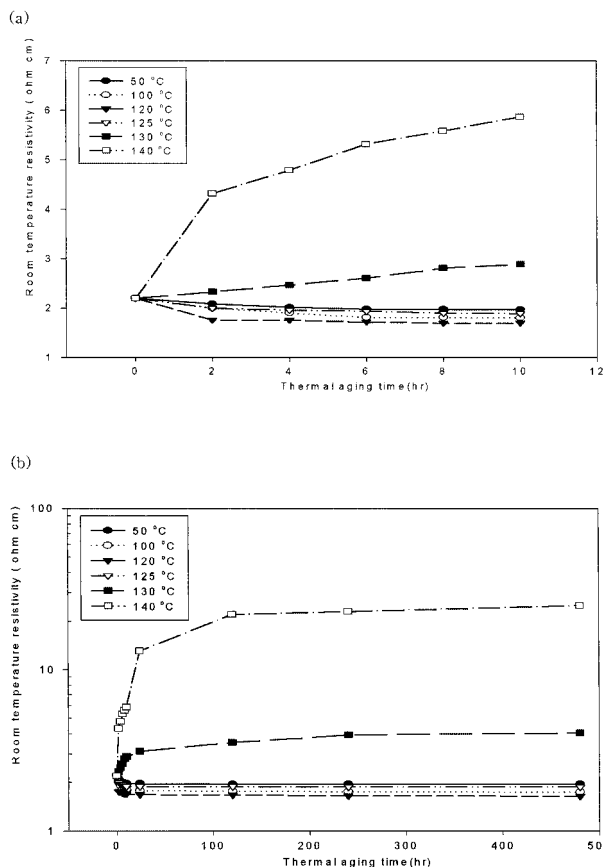 (a)
7
6
5
4
3
2
1
Room temperature resistivity ( ohm cm)
50 °C
100 °C
120 °C
125 °C
130 °C
140 °C
0 2 4 6 8 10 12
Thermal aging time(hr)
(b)
100
10
1
Room temperature resistivity ( ohm cm)
50 °C
100 °C
120 °C
125 °C
130 °C
140 °C
0 100 200 300 400 50
Thermal aging time(hr)